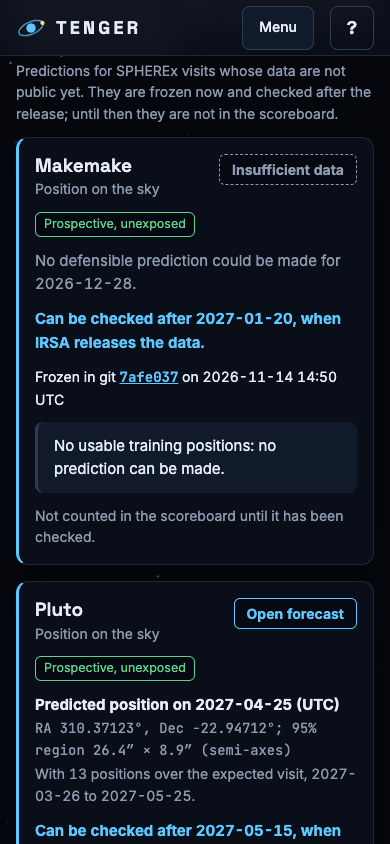 TENGER
Menu
?
Predictions for SPHEREx visits whose data are not
public yet. They are frozen now and checked after the
release; until then they are not in the scoreboard.
Makemake
Insufficient data
Position on the sky
Prospective, unexposed
No defensible prediction could be made for
2026-12-28.
Can be checked after 2027-01-20, when
IRSA releases the data.
Frozen in git 7afe037 on 2026-11-14 14:50
UTC
No usable training positions: no
prediction can be made.
Not counted in the scoreboard until it has been
checked.
Pluto
Open forecast
Position on the sky
Prospective, unexposed
Predicted position on 2027-04-25 (UTC)
RA 310.37123°, Dec -22.94712°; 95%
region 26.4″ × 8.9″ (semi-axes)
With 13 positions over the expected visit, 2027-
03-26 to 2027-05-25.
Can be checked after 2027-05-15, when